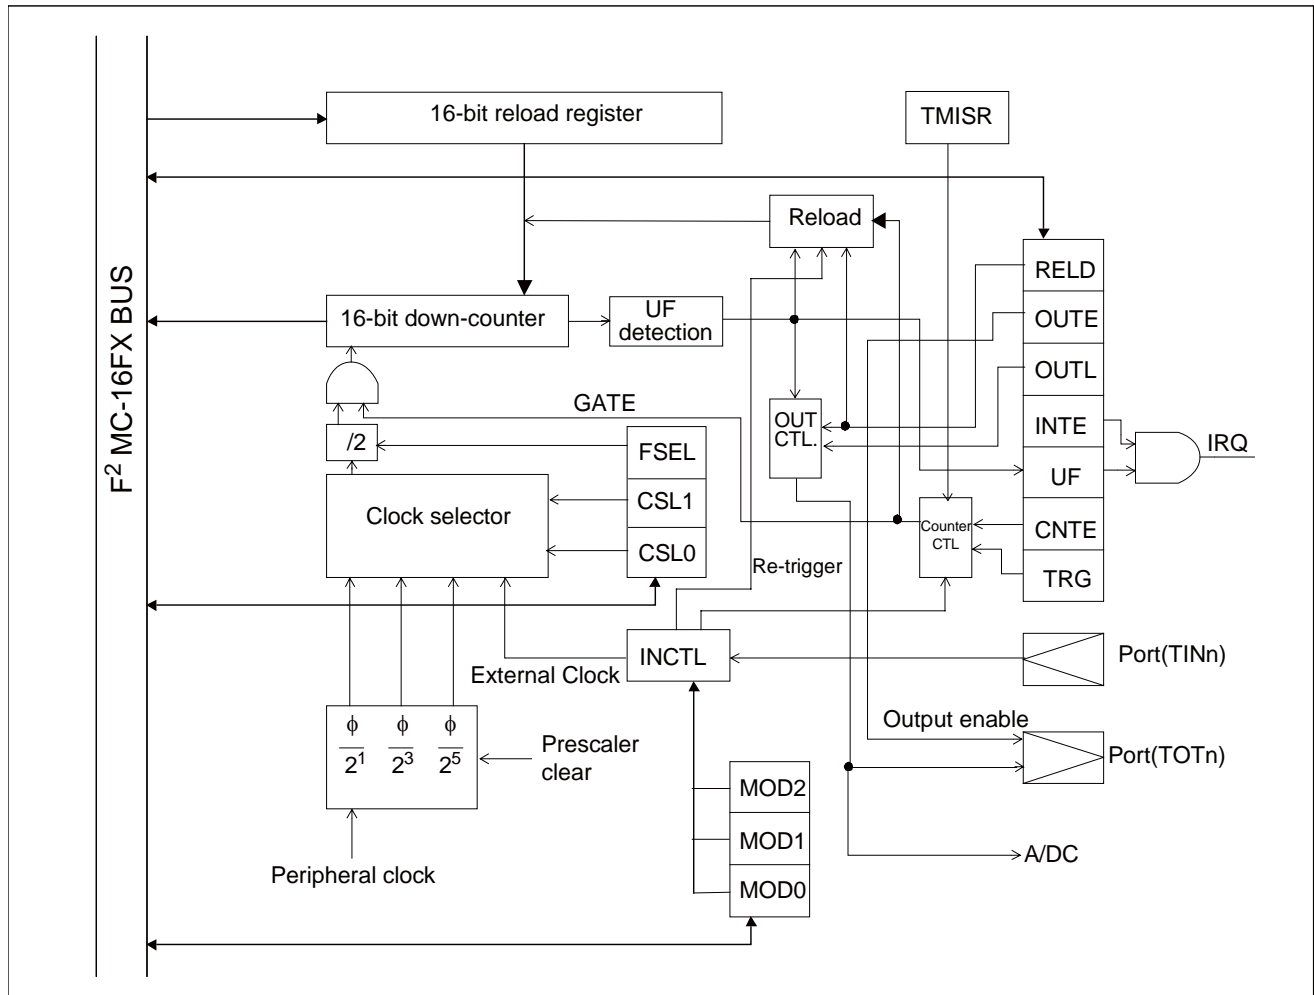 16-bit reload register
TMISR
Reload
RELD
16-bit down-counter
UF
detection
OUTE
OUTL
GATE
OUT
CTL.
INTE
IRQ
/2
FSEL
UF
CSL1
Clock selector
Counter
CTL
CNTE
CSL0
Re-trigger
TRG
F² MC-16FX BUS
INCTL
Port(TINn)
External Clock
Output enable
ϕ ϕ ϕ
2¹ 2³ 2⁵
Prescaler
clear
Port(TOTn)
MOD2
MOD1
A/DC
Peripheral clock
MOD0